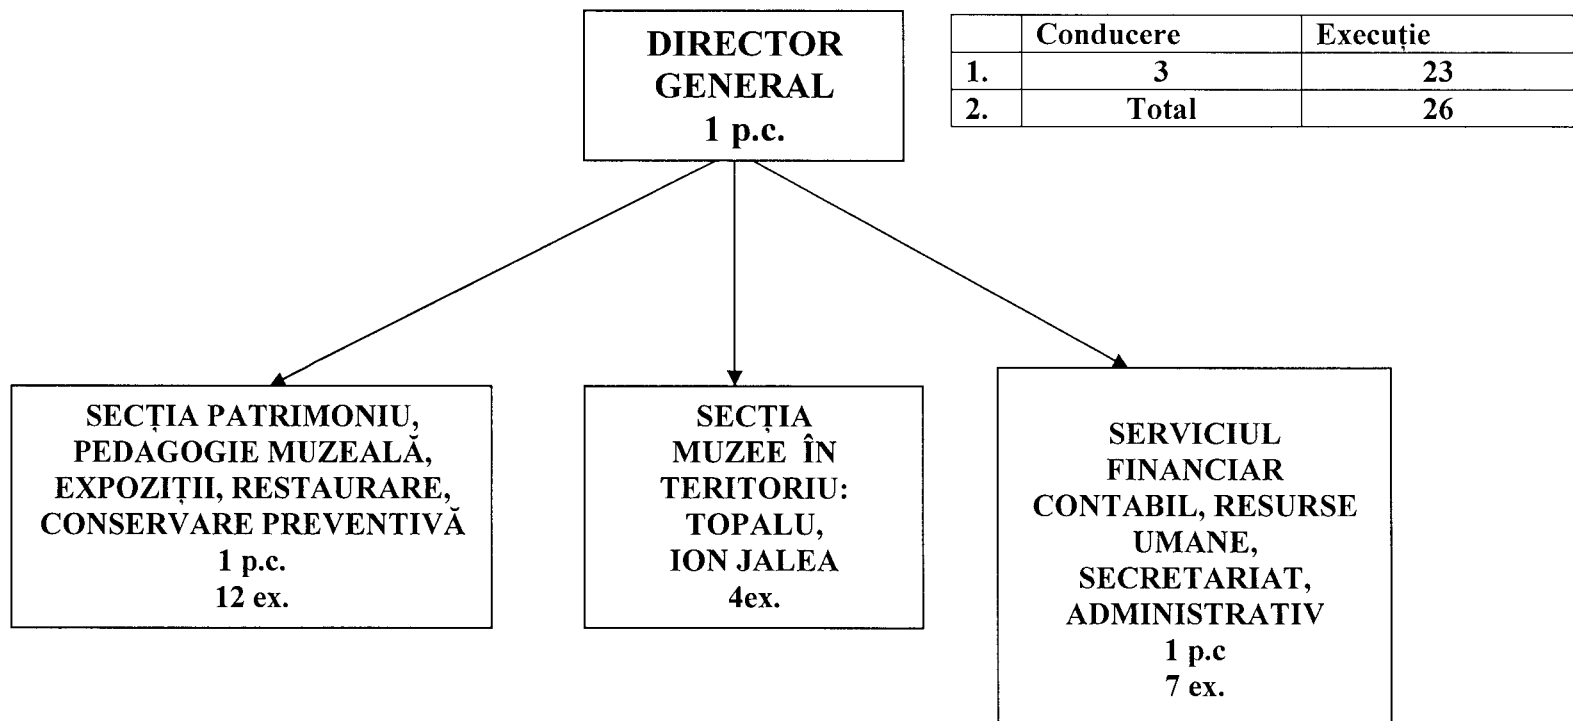 DIRECTOR
GENERAL
1 p.c.
Conducere Execuție
1. 3 23
2. Total 26
SECȚIA PATRIMONIU,
PEDAGOGIE MUZEALĂ,
EXPOZIȚII, RESTAURARE,
CONSERVARE PREVENTIVĂ
1 p.c.
12 ex.
SECȚIA
MUZEE ÎN
TERITORIU:
TOPALU,
ION JALEA
4ex.
SERVICIUL
FINANCIAR
CONTABIL, RESURSE
UMANE,
SECRETARIAT,
ADMINISTRATIV
1 p.c
7 ex.